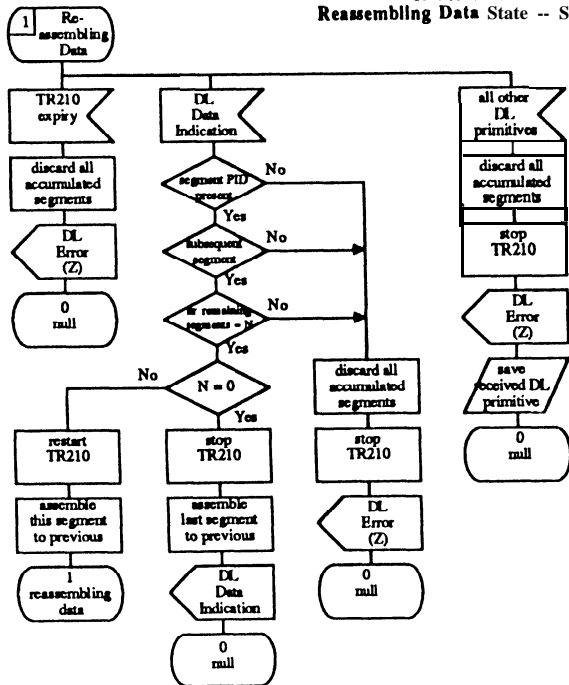 Reassembling Data State -- S
1
Re-
assembling
Data
TR210
expiry
discard all
accumulated
segments
DL
Error
(Z)
0
null
DL
Data
Indication
segment PID
present
No
Yes
subsequent
segment
No
Yes
remaining
segments = N
No
Yes
N = 0
No
Yes
restart
TR210
assemble
this segment
to previous
1
reassembling
data
stop
TR210
assemble
last segment
to previous
DL
Data
Indication
0
null
discard all
accumulated
segments
stop
TR210
DL
Error
(Z)
0
null
all other
DL
primitives
discard all
accumulated
segments
stop
TR210
DL
Error
(Z)
save
received DL
primitive
0
null